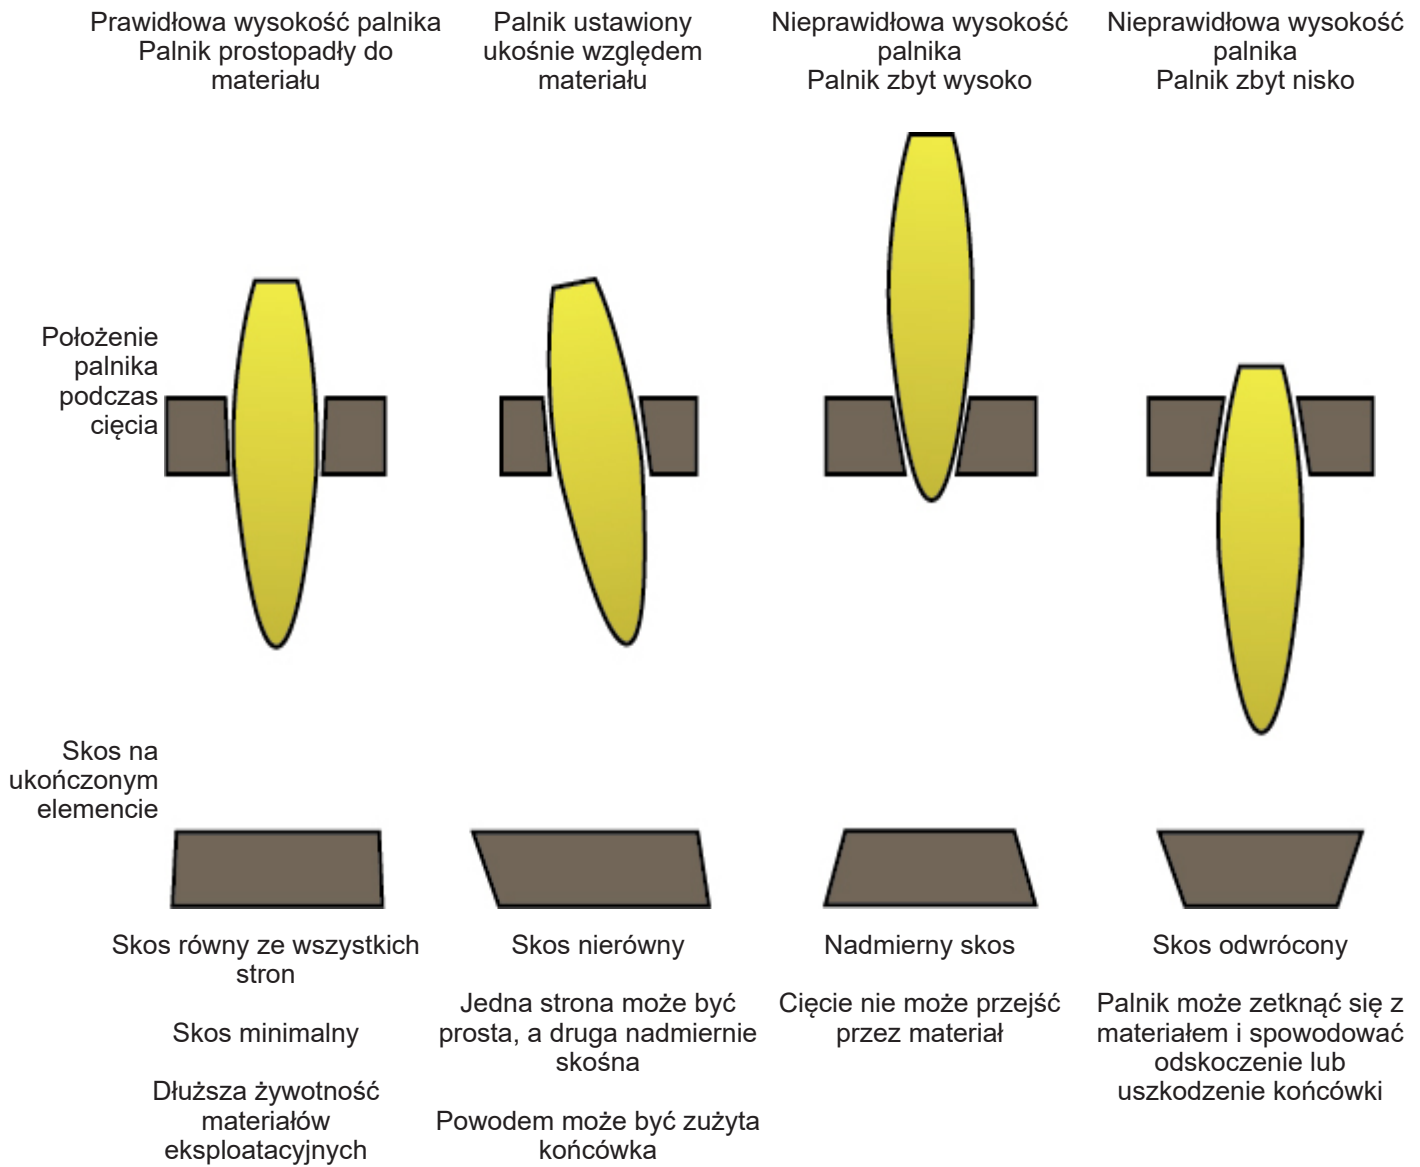 Prawidłowa wysokość palnika
Palnik prostopadły do
materiału
Palnik ustawiony
ukośnie względem
materiału
Nieprawidłowa wysokość
palnika
Palnik zbyt wysoko
Nieprawidłowa wysokość
palnika
Palnik zbyt nisko
Położenie
palnika
podczas
cięcia
Skos na
ukończonym
elemencie
Skos równy ze wszystkich
stron
Skos minimalny
Dłuższa żywotność
materiałów
eksploatacyjnych
Skos nierówny
Jedna strona może być
prosta, a druga nadmiernie
skośna
Powodem może być zużyta
końcówka
Nadmierny skos
Cięcie nie może przejść
przez materiał
Skos odwrócony
Palnik może zetknąć się z
materiałem i spowodować
odskoczenie lub
uszkodzenie końcówki